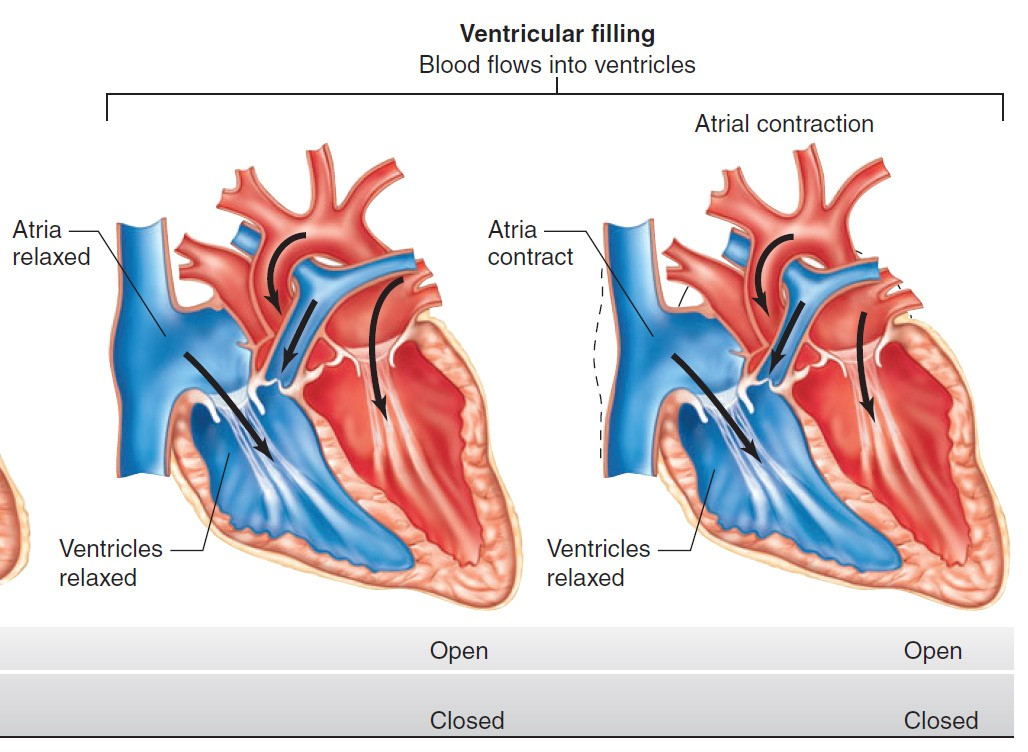 Ventricular filling
Blood flows into ventricles
Atrial contraction
Atria
relaxed
Atria
contract
Ventricles
relaxed
Ventricles
relaxed
Open
Open
Closed
Closed